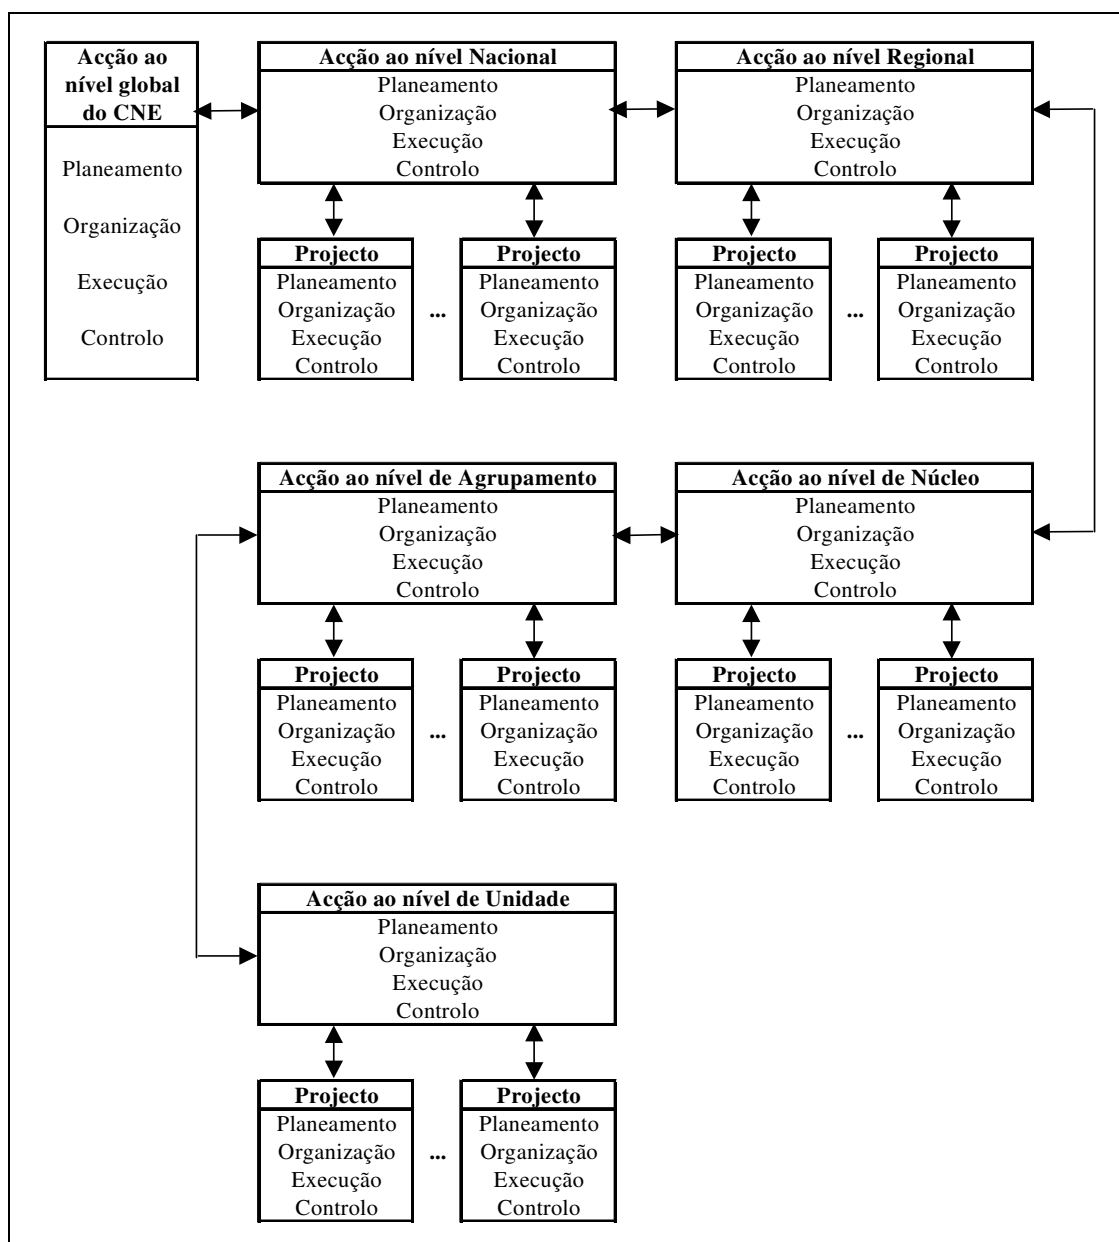 Acção ao
nível global
do CNE
Planeamento
Organização
Execução
Controlo
Acção ao nível Nacional
Planeamento
Organização
Execução
Controlo
Acção ao nível Regional
Planeamento
Organização
Execução
Controlo
Projecto
Planeamento
Organização
Execução
Controlo
...
Projecto
Planeamento
Organização
Execução
Controlo
Projecto
Planeamento
Organização
Execução
Controlo
...
Projecto
Planeamento
Organização
Execução
Controlo
Acção ao nível de Agrupamento
Planeamento
Organização
Execução
Controlo
Acção ao nível de Núcleo
Planeamento
Organização
Execução
Controlo
Projecto
Planeamento
Organização
Execução
Controlo
...
Projecto
Planeamento
Organização
Execução
Controlo
Projecto
Planeamento
Organização
Execução
Controlo
...
Projecto
Planeamento
Organização
Execução
Controlo
Acção ao nível de Unidade
Planeamento
Organização
Execução
Controlo
Projecto
Planeamento
Organização
Execução
Controlo
...
Projecto
Planeamento
Organização
Execução
Controlo